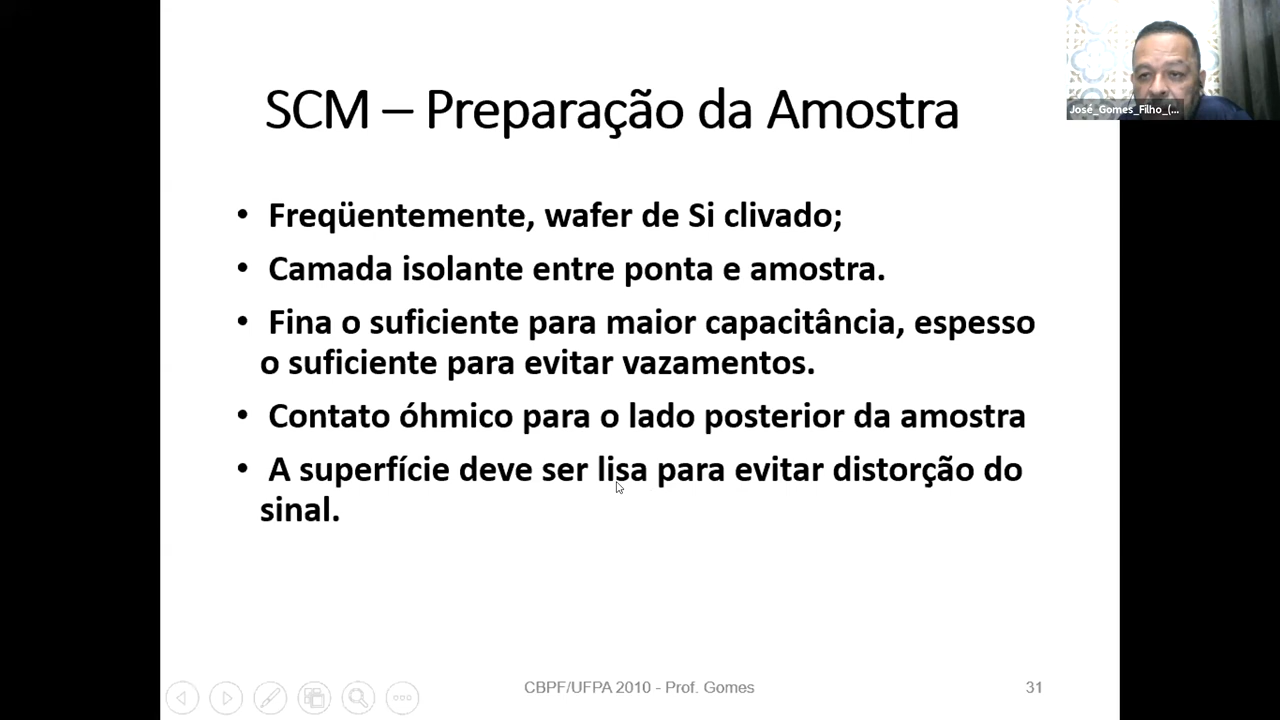 SCM – Preparação da Amostra
José_Gomes_Filho_(...
• Freqüentemente, wafer de Si clivado;
• Camada isolante entre ponta e amostra.
• Fina o suficiente para maior capacitância, espesso
o suficiente para evitar vazamentos.
• Contato óhmico para o lado posterior da amostra
• A superfície deve ser lisa para evitar distorção do
sinal.
CBPF/UFPA 2010 - Prof. Gomes
31